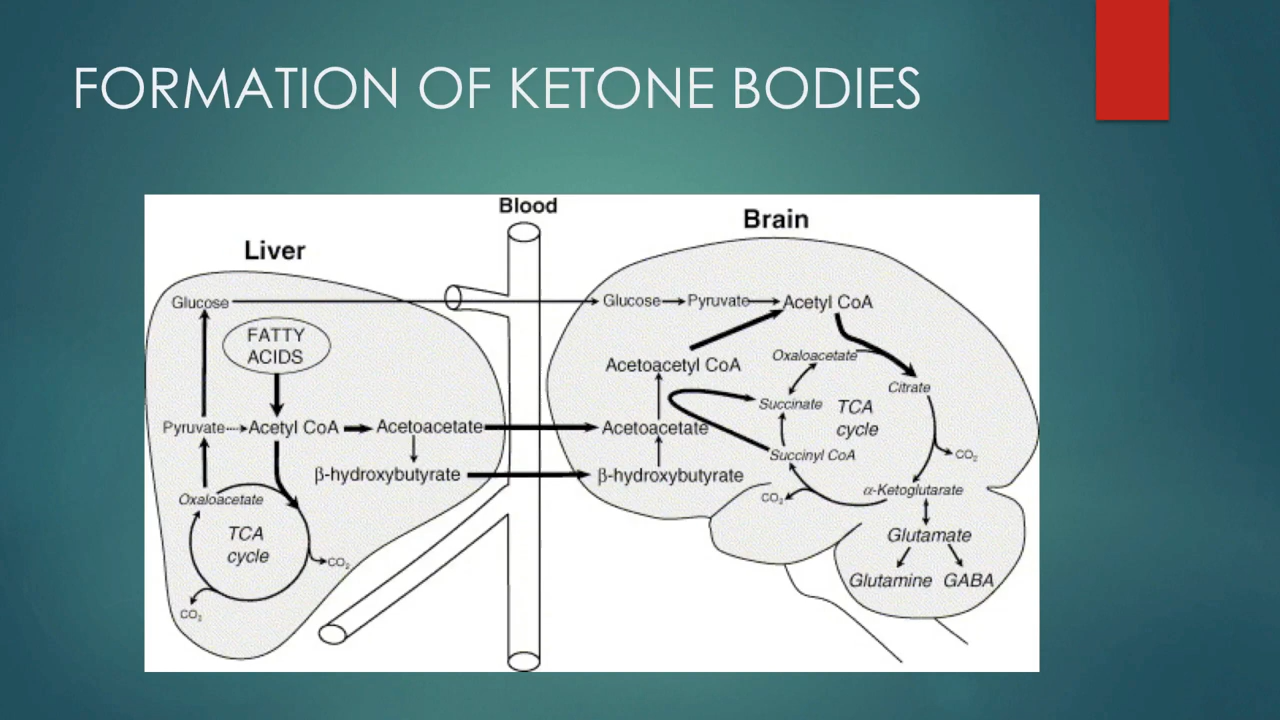 FORMATION OF KETONE BODIES
Blood
Liver
Brain
Glucose
FATTY
ACIDS
Pyruvate
Acetyl CoA
Acetoacetate
β-hydroxybutyrate
Oxaloacetate
TCA
cycle
CO2
CO2
Glucose
Pyruvate
Acetyl CoA
Acetoacetyl CoA
Oxaloacetate
Citrate
Succinate
TCA
cycle
Acetoacetate
Succinyl CoA
CO2
β-hydroxybutyrate
CO2
α-Ketoglutarate
Glutamate
Glutamine
GABA